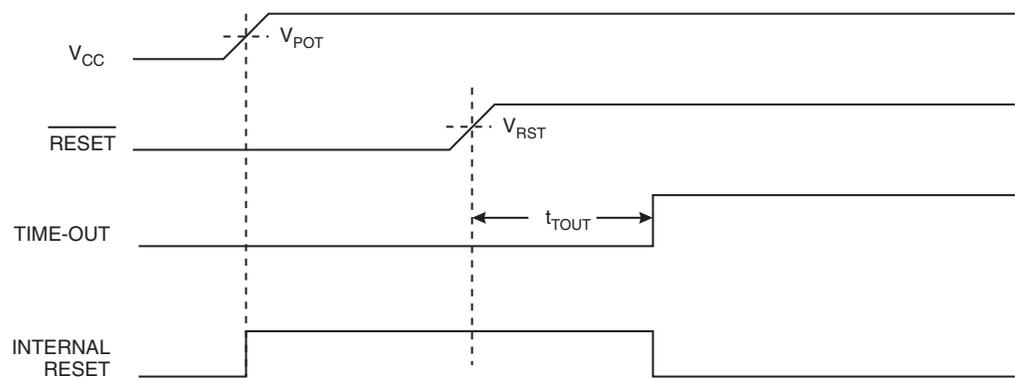 VCC
VPOT
RESET
VRST
TIME-OUT
tTOUT
INTERNAL
RESET